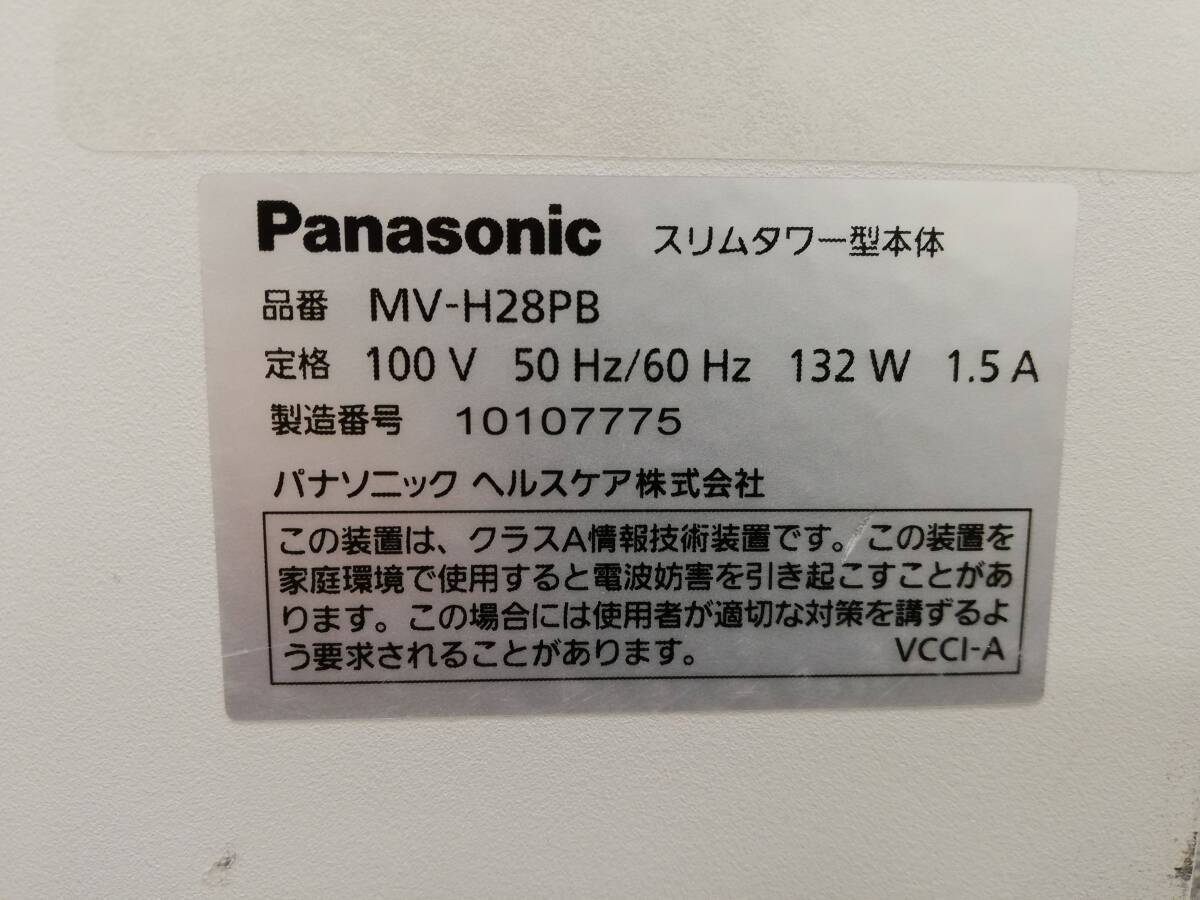 Panasonic スリムタワー型本体
品番 MV-H28PB
定格 100 V 50 Hz/60 Hz 132 W 1.5 A
製造番号 10107775
パナソニック ヘルスケア株式会社
この装置は、クラスA情報技術装置です。この装置を
家庭環境で使用すると電波妨害を引き起こすことがあ
ります。この場合には使用者が適切な対策を講ずるよ
う要求されることがあります。 VCCI-A